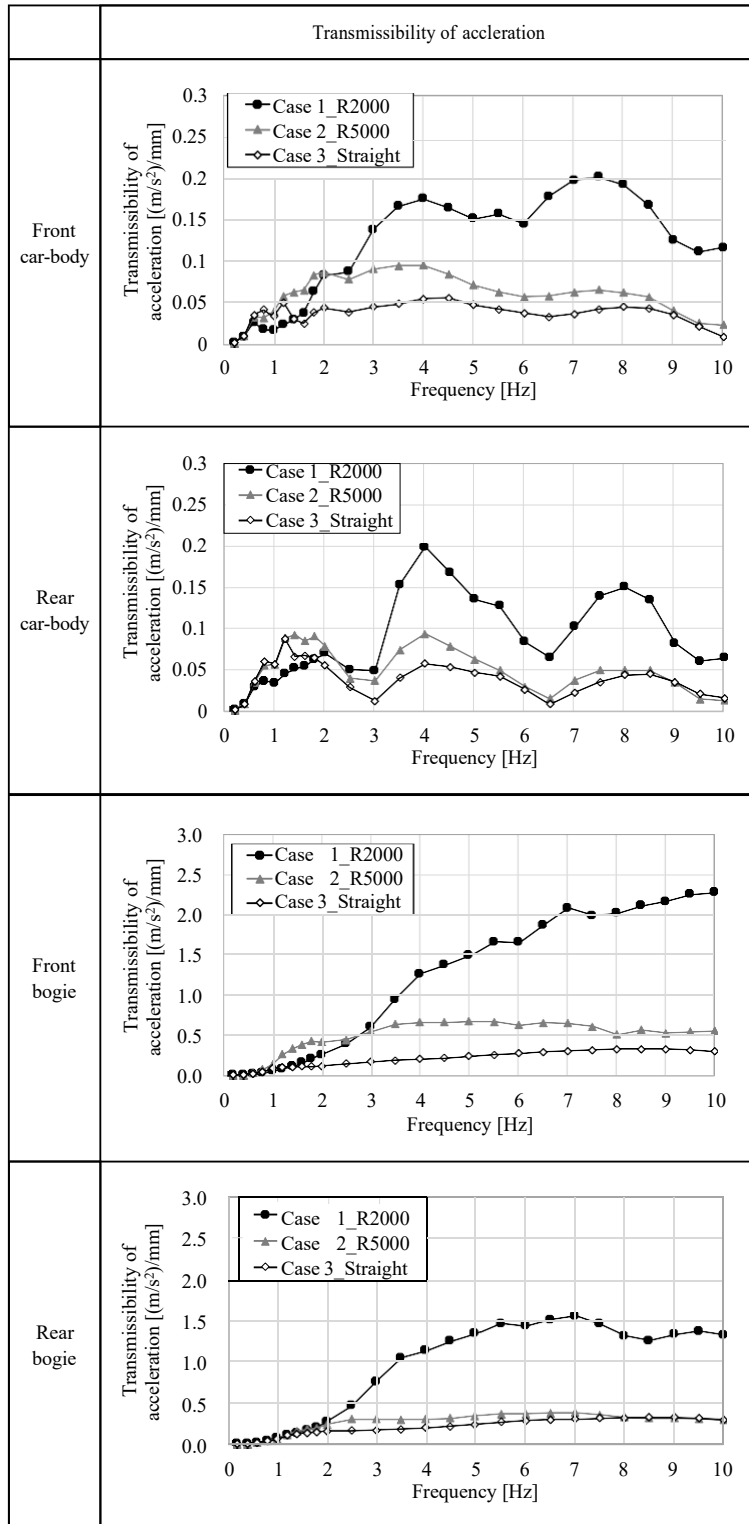 Transmissibility of accleration
Front
car-body
Transmissibility of
acceleration [(m/s²)/mm]
0.3
0.25
0.2
0.15
0.1
0.05
0
Case 1_R2000
Case 2_R5000
Case 3_Straight
0 1 2 3 4 5 6 7 8 9 10
Frequency [Hz]
Rear
car-body
Transmissibility of
acceleration [(m/s²)/mm]
0.3
0.25
0.2
0.15
0.1
0.05
0
Case 1_R2000
Case 2_R5000
Case 3_Straight
0 1 2 3 4 5 6 7 8 9 10
Frequency [Hz]
Front
bogie
Transmissibility of
acceleration [(m/s²)/mm]
3.0
2.5
2.0
1.5
1.0
0.5
0.0
Case 1_R2000
Case 2_R5000
Case 3_Straight
0 1 2 3 4 5 6 7 8 9 10
Frequency [Hz]
Rear
bogie
Transmissibility of
acceleration [(m/s²)/mm]
3.0
2.5
2.0
1.5
1.0
0.5
0.0
Case 1_R2000
Case 2_R5000
Case 3_Straight
0 1 2 3 4 5 6 7 8 9 10
Frequency [Hz]